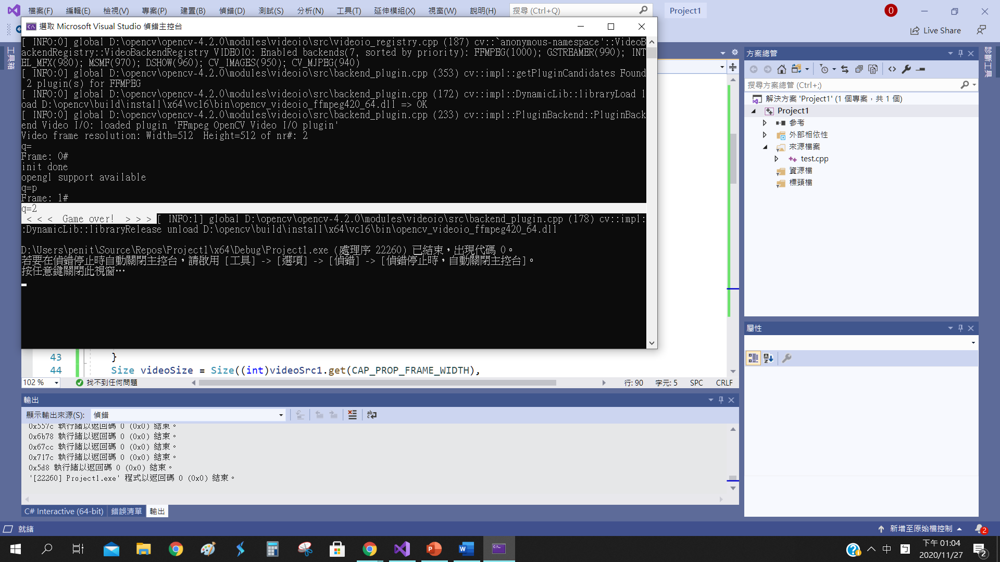 檔案(F) 編輯(E) 檢視(V) 專案(P) 建置(B) 偵錯(D) 測試(S) 分析(N) 工具(T) 延伸模組(X) 視窗(W) 說明(H) 搜尋 (Ctrl+Q) Project1 0
Live Share
選取 Microsoft Visual Studio 偵錯主控台
[ INFO:0] global D:\opencv\opencv-4.2.0\modules\videoio\src\videoio_registry.cpp (187) cv::`anonymous-namespace'::VideoB
ackendRegistry::VideoBackendRegistry VIDEOIO: Enabled backends(7, sorted by priority): FFMPEG(1000); GSTREAMER(990); INT
EL_MFX(980); MSMF(970); DSHOW(960); CV_IMAGES(950); CV_MJPEG(940)
[ INFO:0] global D:\opencv\opencv-4.2.0\modules\videoio\src\backend_plugin.cpp (353) cv::impl::getPluginCandidates Found
2 plugin(s) for FFMPEG
[ INFO:0] global D:\opencv\opencv-4.2.0\modules\videoio\src\backend_plugin.cpp (172) cv::impl::DynamicLib::libraryLoad l
oad D:\opencv\build\install\x64\vc16\bin\opencv_videoio_ffmpeg420_64.dll => OK
[ INFO:0] global D:\opencv\opencv-4.2.0\modules\videoio\src\backend_plugin.cpp (233) cv::impl::PluginBackend::PluginBack
end Video I/O: loaded plugin 'FFmpeg OpenCV Video I/O plugin'
Video frame resolution: Width=512  Height=512 of nr#: 2
q=
Frame: 0#
init done
opengl support available
q=p
Frame: 1#
q=2
< < <  Game over!  > > > [ INFO:1] global D:\opencv\opencv-4.2.0\modules\videoio\src\backend_plugin.cpp (178) cv::impl:
:DynamicLib::libraryRelease unload D:\opencv\build\install\x64\vc16\bin\opencv_videoio_ffmpeg420_64.dll
D:\Users\penit\Source\Repos\Project1\x64\Debug\Project1.exe (處理序 22260) 已結束，出現代碼 0。
若要在偵錯停止時自動關閉主控台，請啟用 [工具] -> [選項] -> [偵錯] -> [偵錯停止時，自動關閉主控台]。
按任意鍵關閉此視窗…
工具箱
43 }
44 Size videoSize = Size((int)videoSrc1.get(CAP_PROP_FRAME_WIDTH),
102 % 找不到任何問題 行: 90 字元: 5 SPC CRLF
輸出
顯示輸出來源(S): 偵錯
0x557c 執行緒以返回碼 0 (0x0) 結束。
0x6b78 執行緒以返回碼 0 (0x0) 結束。
0x67cc 執行緒以返回碼 0 (0x0) 結束。
0x717c 執行緒以返回碼 0 (0x0) 結束。
0x5d8 執行緒以返回碼 0 (0x0) 結束。
'[22260] Project1.exe' 程式以返回碼 0 (0x0) 結束。
C# Interactive (64-bit) 錯誤清單 輸出
方案總管
搜尋方案總管 (Ctrl+;)
解決方案 'Project1' (1 個專案，共 1 個)
Project1
參考
外部相依性
來源檔案
test.cpp
資源檔
標頭檔
屬性
診斷工具
就緒 新增至原始檔控制 2
中 下午 01:04
2020/11/27 2